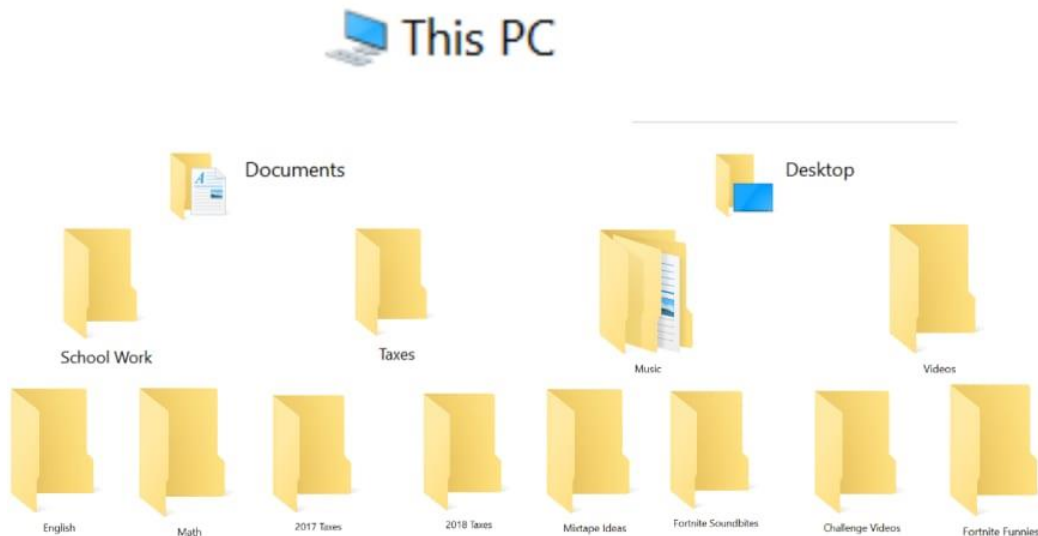 This PC
Documents
Desktop
School Work
Taxes
Music
Videos
English
Math
2017 Taxes
2018 Taxes
Mixtape Ideas
Fortnite Soundbites
Challenge Videos
Fortnite Funnies